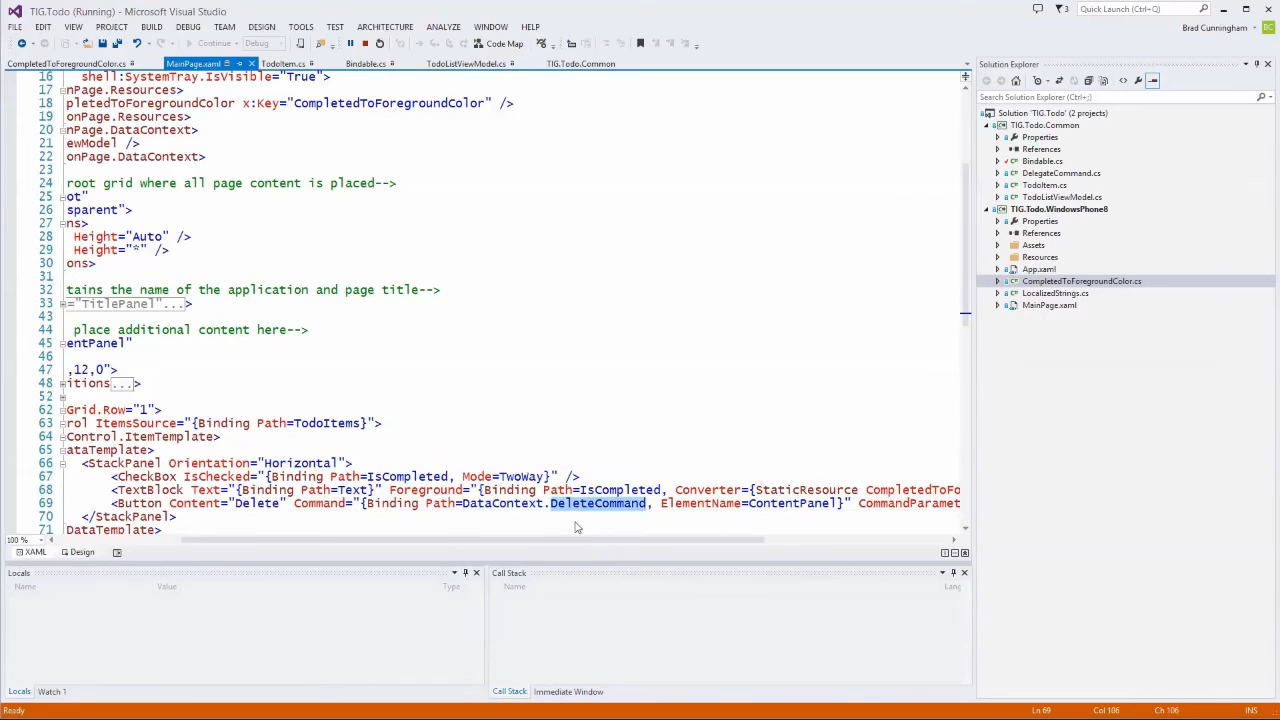 TIG.Todo (Running) - Microsoft Visual Studio
3
Quick Launch (Ctrl+Q)
FILE EDIT VIEW PROJECT BUILD DEBUG TEAM DESIGN TOOLS TEST ARCHITECTURE ANALYZE WINDOW HELP
Brad Cunningham BC
Continue Debug Code Map
CompletedToForegroundColor.cs MainPage.xaml TodoItem.cs Bindable.cs TodoListViewModel.cs TIG.Todo.Common
16 shell:SystemTray.IsVisible="True">
17 nPage.Resources>
18 pletedToForegroundColor x:Key="CompletedToForegroundColor" />
19 onPage.Resources>
20 nPage.DataContext>
21 ewModel />
22 onPage.DataContext>
23
24 root grid where all page content is placed-->
25 ot"
26 sparent">
27 ns>
28 Height="Auto" />
29 Height="*" />
30 ons>
31
32 tains the name of the application and page title-->
33 ="TitlePanel"...>
43
44 place additional content here-->
45 entPanel"
46
47 ,12,0">
48 itions...>
52
62 Grid.Row="1">
63 rol ItemsSource="{Binding Path=TodoItems}">
64 Control.ItemTemplate>
65 ataTemplate>
66 <StackPanel Orientation="Horizontal">
67 <CheckBox IsChecked="{Binding Path=IsCompleted, Mode=TwoWay}" />
68 <TextBlock Text="{Binding Path=Text}" Foreground="{Binding Path=IsCompleted, Converter={StaticResource CompletedToFo
69 <Button Content="Delete" Command="{Binding Path=DataContext.DeleteCommand, ElementName=ContentPanel}" CommandParamet
70 </StackPanel>
71 DataTemplate>
100 %
XAML Design
Locals
Name Value Type
Locals Watch 1
Call Stack
Name Lang
Call Stack Immediate Window
Solution Explorer
Search Solution Explorer (Ctrl+;)
Solution 'TIG.Todo' (2 projects)
TIG.Todo.Common
Properties
References
Bindable.cs
DelegateCommand.cs
TodoItem.cs
TodoListViewModel.cs
TIG.Todo.WindowsPhone8
Properties
References
Assets
Resources
App.xaml
CompletedToForegroundColor.cs
LocalizedStrings.cs
MainPage.xaml
Ready Ln 69 Col 106 Ch 106 INS